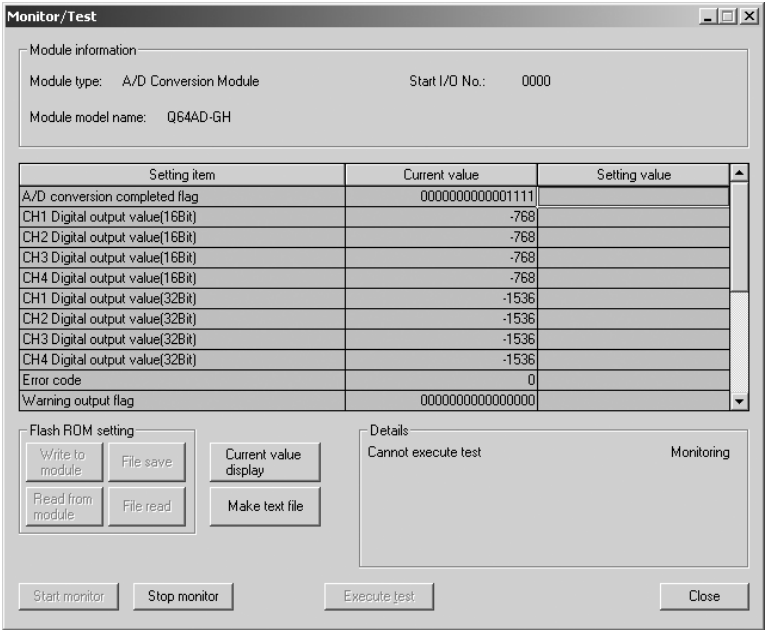 Monitor/Test
Module information
Module type: A/D Conversion Module Start I/O No.: 0000
Module model name: Q64AD-GH
Setting item Current value Setting value
A/D conversion completed flag 0000000000001111
CH1 Digital output value(16Bit) -768
CH2 Digital output value(16Bit) -768
CH3 Digital output value(16Bit) -768
CH4 Digital output value(16Bit) -768
CH1 Digital output value(32Bit) -1536
CH2 Digital output value(32Bit) -1536
CH3 Digital output value(32Bit) -1536
CH4 Digital output value(32Bit) -1536
Error code 0
Warning output flag 0000000000000000
Flash ROM setting
Write to
module
File save
Read from
module
File read
Current value
display
Make text file
Details
Cannot execute test Monitoring
Start monitor Stop monitor Execute test Close